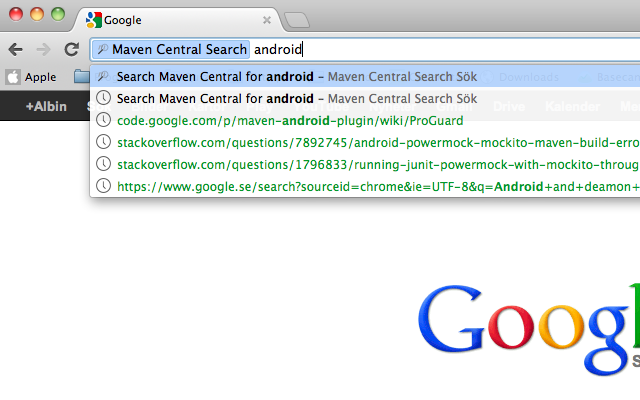 Google
Maven Central Search android
Apple
Search Maven Central for android – Maven Central Search Sök
Downloads
Basecam
Search Maven Central for android – Maven Central Search Sök
+Albin
Gmail
Drive
Kalender
code.google.com/p/maven-android-plugin/wiki/ProGuard
stackoverflow.com/questions/7892745/android-powermock-mockito-maven-build-erro
stackoverflow.com/questions/1796833/running-junit-powermock-with-mockito-throug
https://www.google.se/search?sourceid=chrome&ie=UTF-8&q=Android+and+deamon+
Google